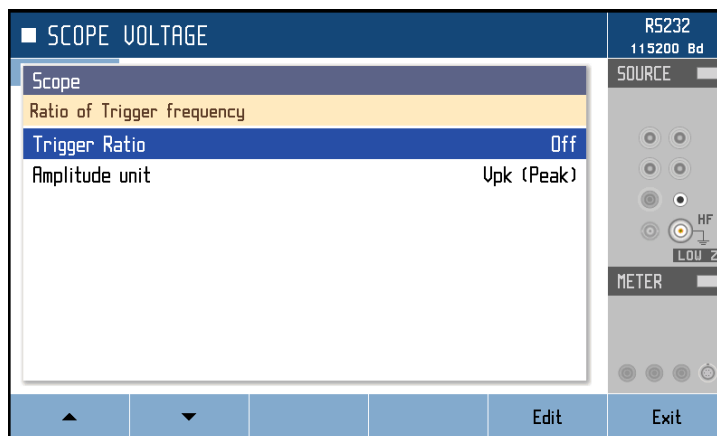 SCOPE VOLTAGE
RS232
115200 Bd
Scope
Ratio of Trigger frequency
Trigger Ratio Off
Amplitude unit Vpk (Peak)
SOURCE
HF
LOW Z
METER
Edit Exit